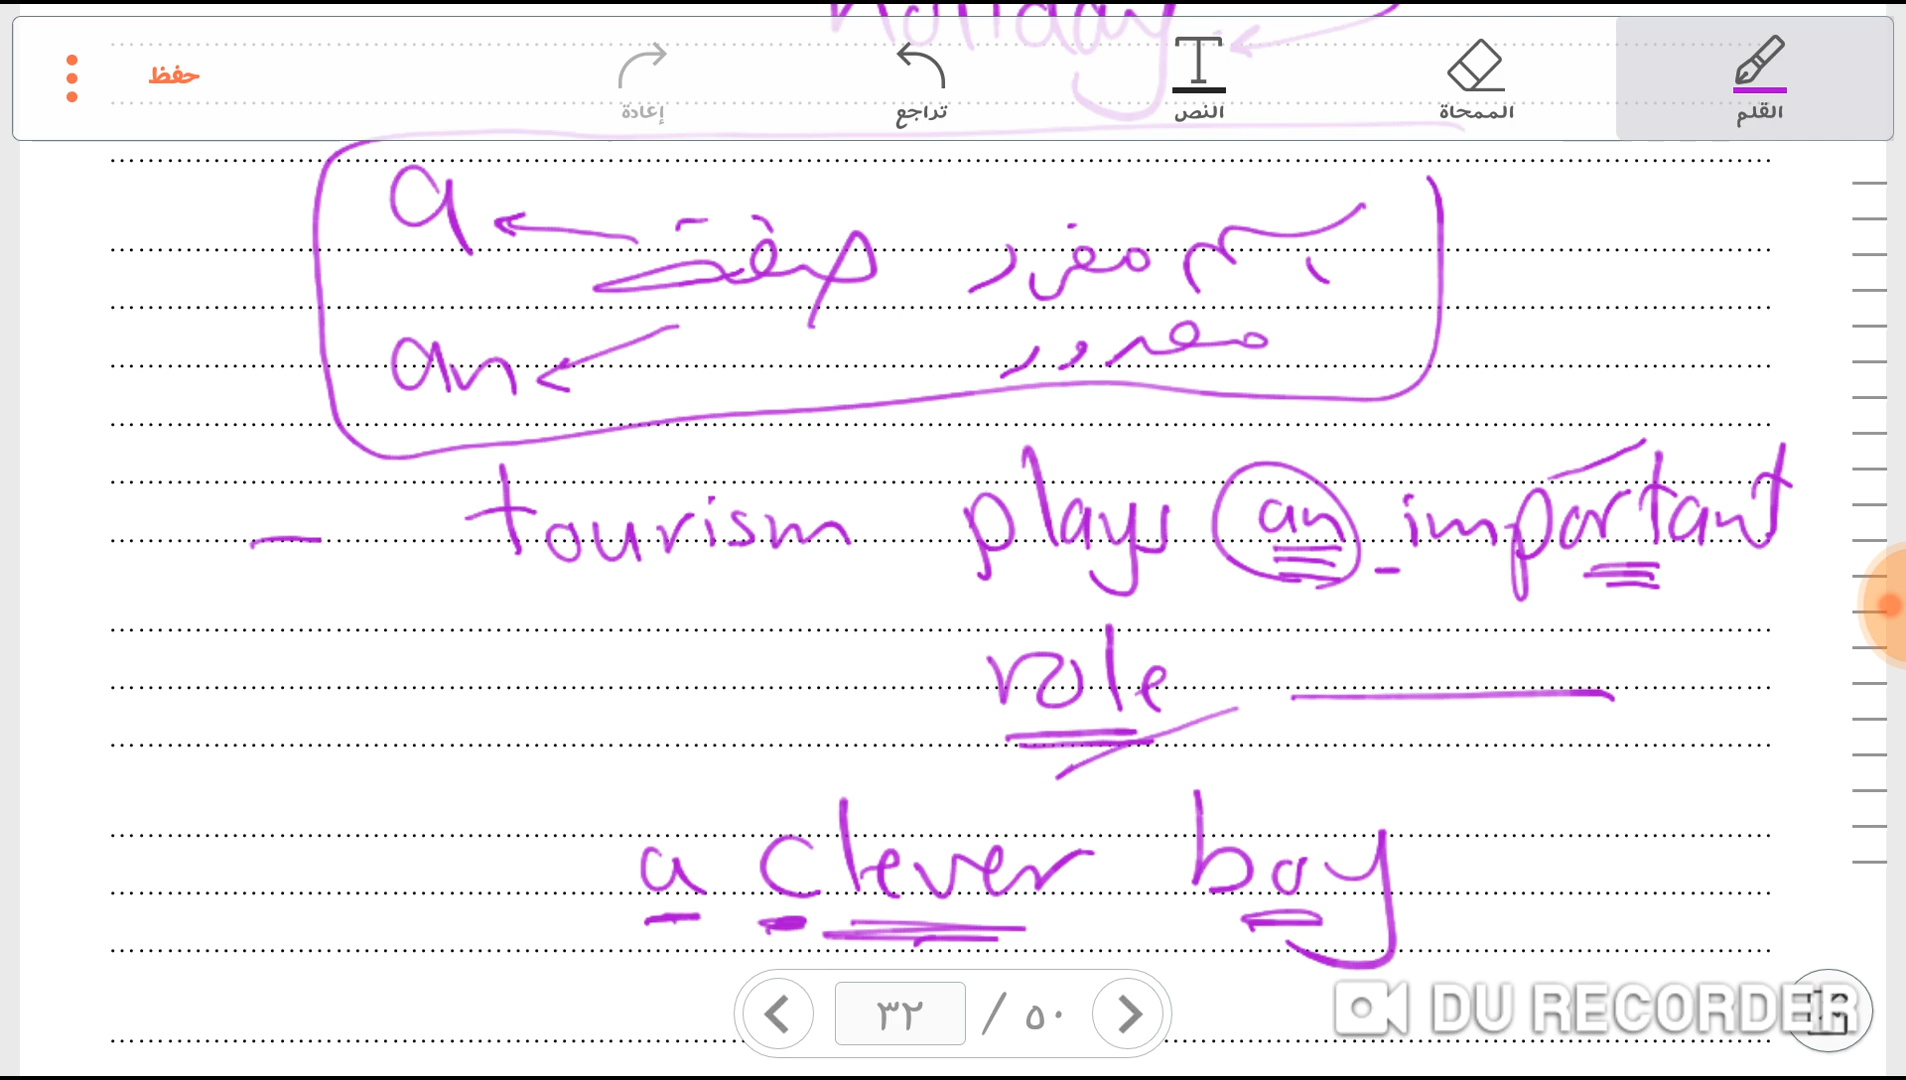 holiday
حفظ
إعادة
تراجع
النص
الممحاة
القلم
a ← صفة اسم مفرد
an ← معدود
— tourism plays an important
role
a clever boy
٣٢ / ٥٠
DU RECORDER